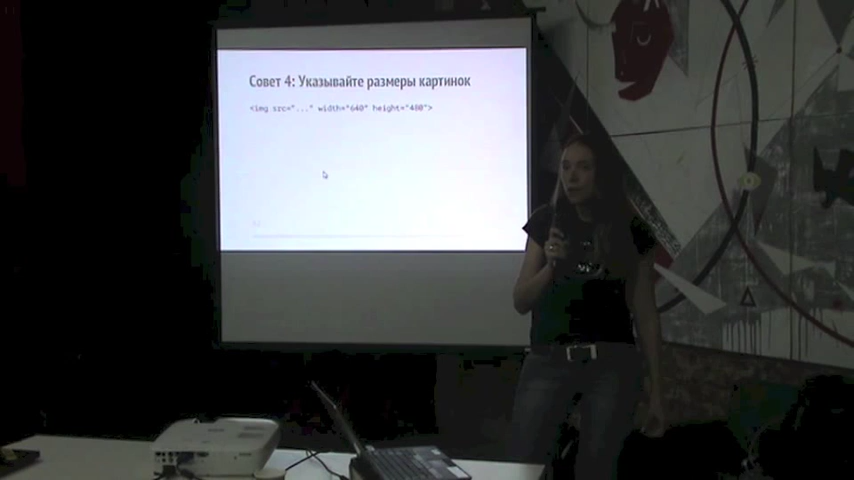 Совет 4: Указывайте размеры картинок
<img src="..." width="640" height="480">